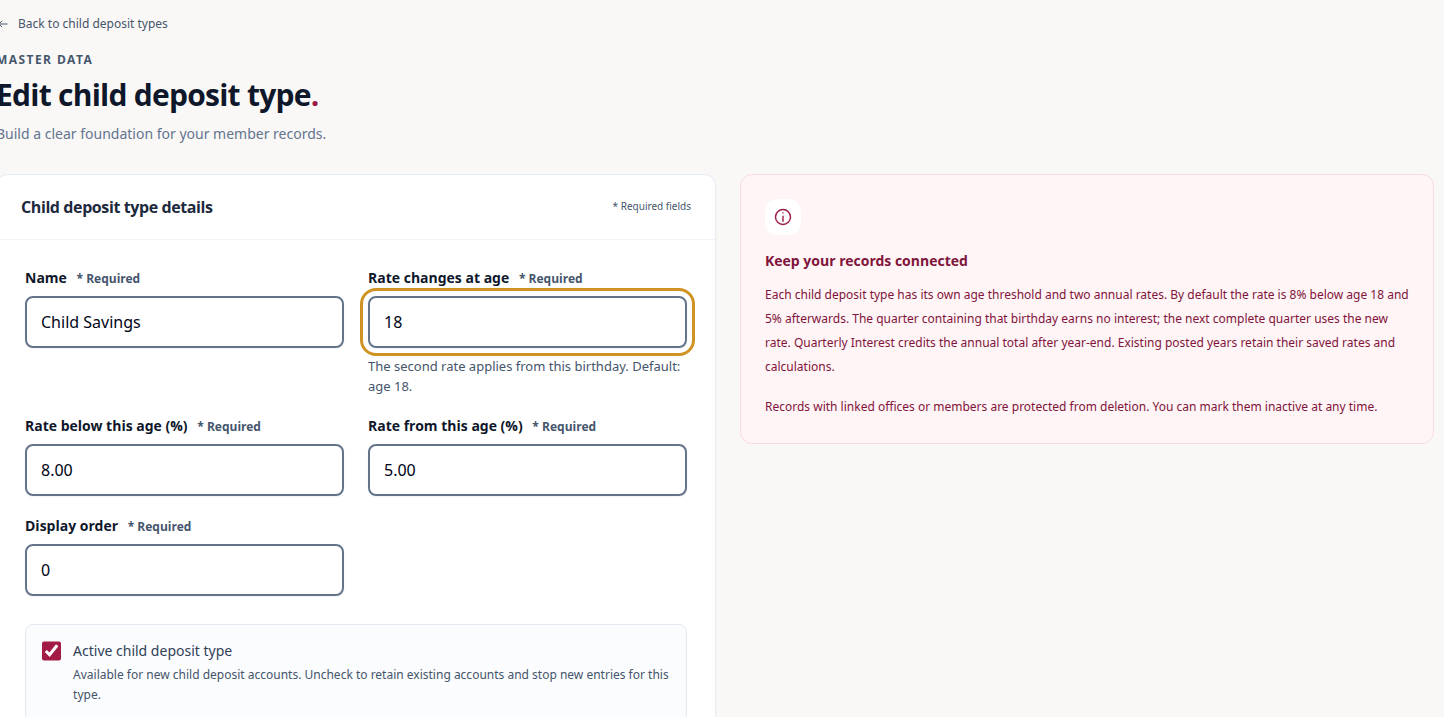 ← Back to child deposit types
MASTER DATA
Edit child deposit type.
Build a clear foundation for your member records.
Child deposit type details
* Required fields
Name * Required
Child Savings
Rate changes at age * Required
18
The second rate applies from this birthday. Default:
age 18.
Rate below this age (%) * Required
8.00
Rate from this age (%) * Required
5.00
Display order * Required
0
Active child deposit type
Available for new child deposit accounts. Uncheck to retain existing accounts and stop new entries for this
type.
Keep your records connected
Each child deposit type has its own age threshold and two annual rates. By default the rate is 8% below age 18 and
5% afterwards. The quarter containing that birthday earns no interest; the next complete quarter uses the new
rate. Quarterly Interest credits the annual total after year-end. Existing posted years retain their saved rates and
calculations.
Records with linked offices or members are protected from deletion. You can mark them inactive at any time.